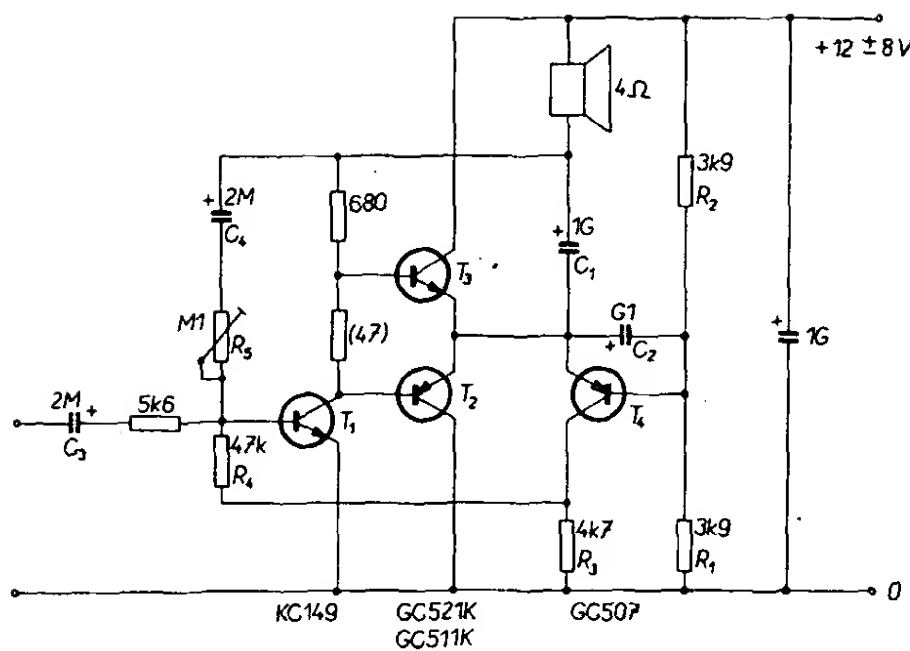 +12 ± 8V
4Ω
2M
C4
680
1G
C1
3k9
R2
T3
M1
R5
(47)
G1
C2
1G
2M
C3
5k6
T1
T2
T4
47k
R4
4k7
R3
3k9
R1
0
KC149
GC521K
GC507
GC511K